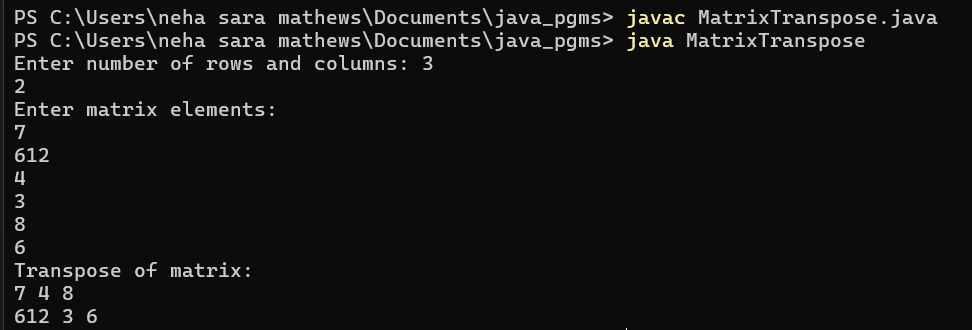 PS C:\Users\neha sara mathews\Documents\java_pgms> javac MatrixTranspose.java
PS C:\Users\neha sara mathews\Documents\java_pgms> java MatrixTranspose
Enter number of rows and columns: 3
2
Enter matrix elements:
7
612
4
3
8
6
Transpose of matrix:
7 4 8
612 3 6